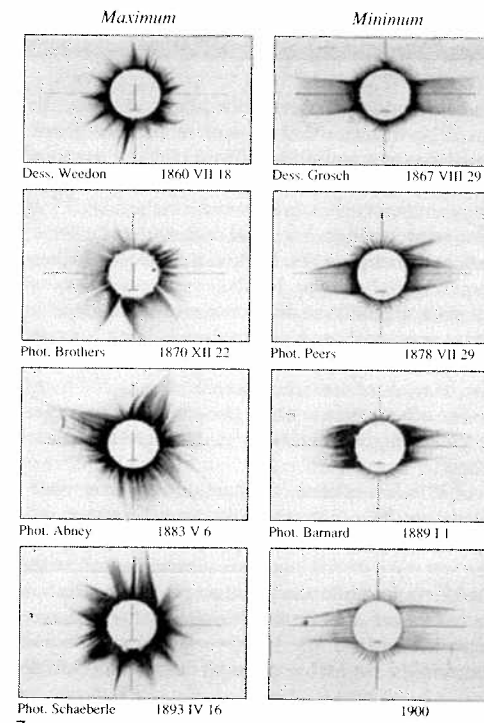 Maximum Minimum
Dess. Weedon 1860 VII 18 Dess. Grosch 1867 VIII 29
Phot. Brothers 1870 XII 22 Phot. Peers 1878 VII 29
Phot. Abney 1883 V 6 Phot. Barnard 1889 I 1
Phot. Schaeberle 1893 IV 16 1900